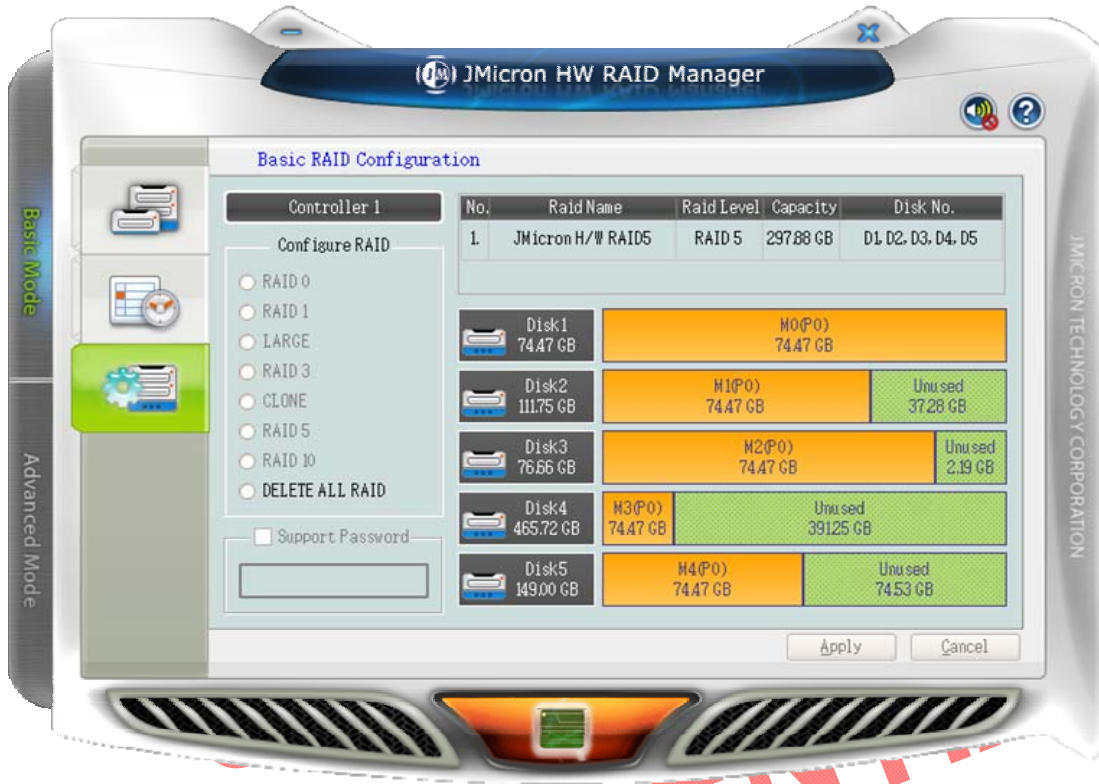 JMicron HW RAID Manager
Basic RAID Configuration
Basic Mode
Advanced Mode
Controller 1
Configure RAID
RAID 0
RAID 1
LARGE
RAID 3
CLONE
RAID 5
RAID 10
DELETE ALL RAID
Support Password
No. Raid Name Raid Level Capacity Disk No.
1. JMicron H/W RAID5 RAID 5 297.88 GB D1, D2, D3, D4, D5
Disk1
74.47 GB
M0(P0)
74.47 GB
Disk2
111.75 GB
M1(P0)
74.47 GB
Unused
37.28 GB
Disk3
76.66 GB
M2(P0)
74.47 GB
Unused
2.19 GB
Disk4
465.72 GB
M3(P0)
74.47 GB
Unused
391.25 GB
Disk5
149.00 GB
M4(P0)
74.47 GB
Unused
74.53 GB
Apply
Cancel
JMICRON TECHNOLOGY CORPORATION